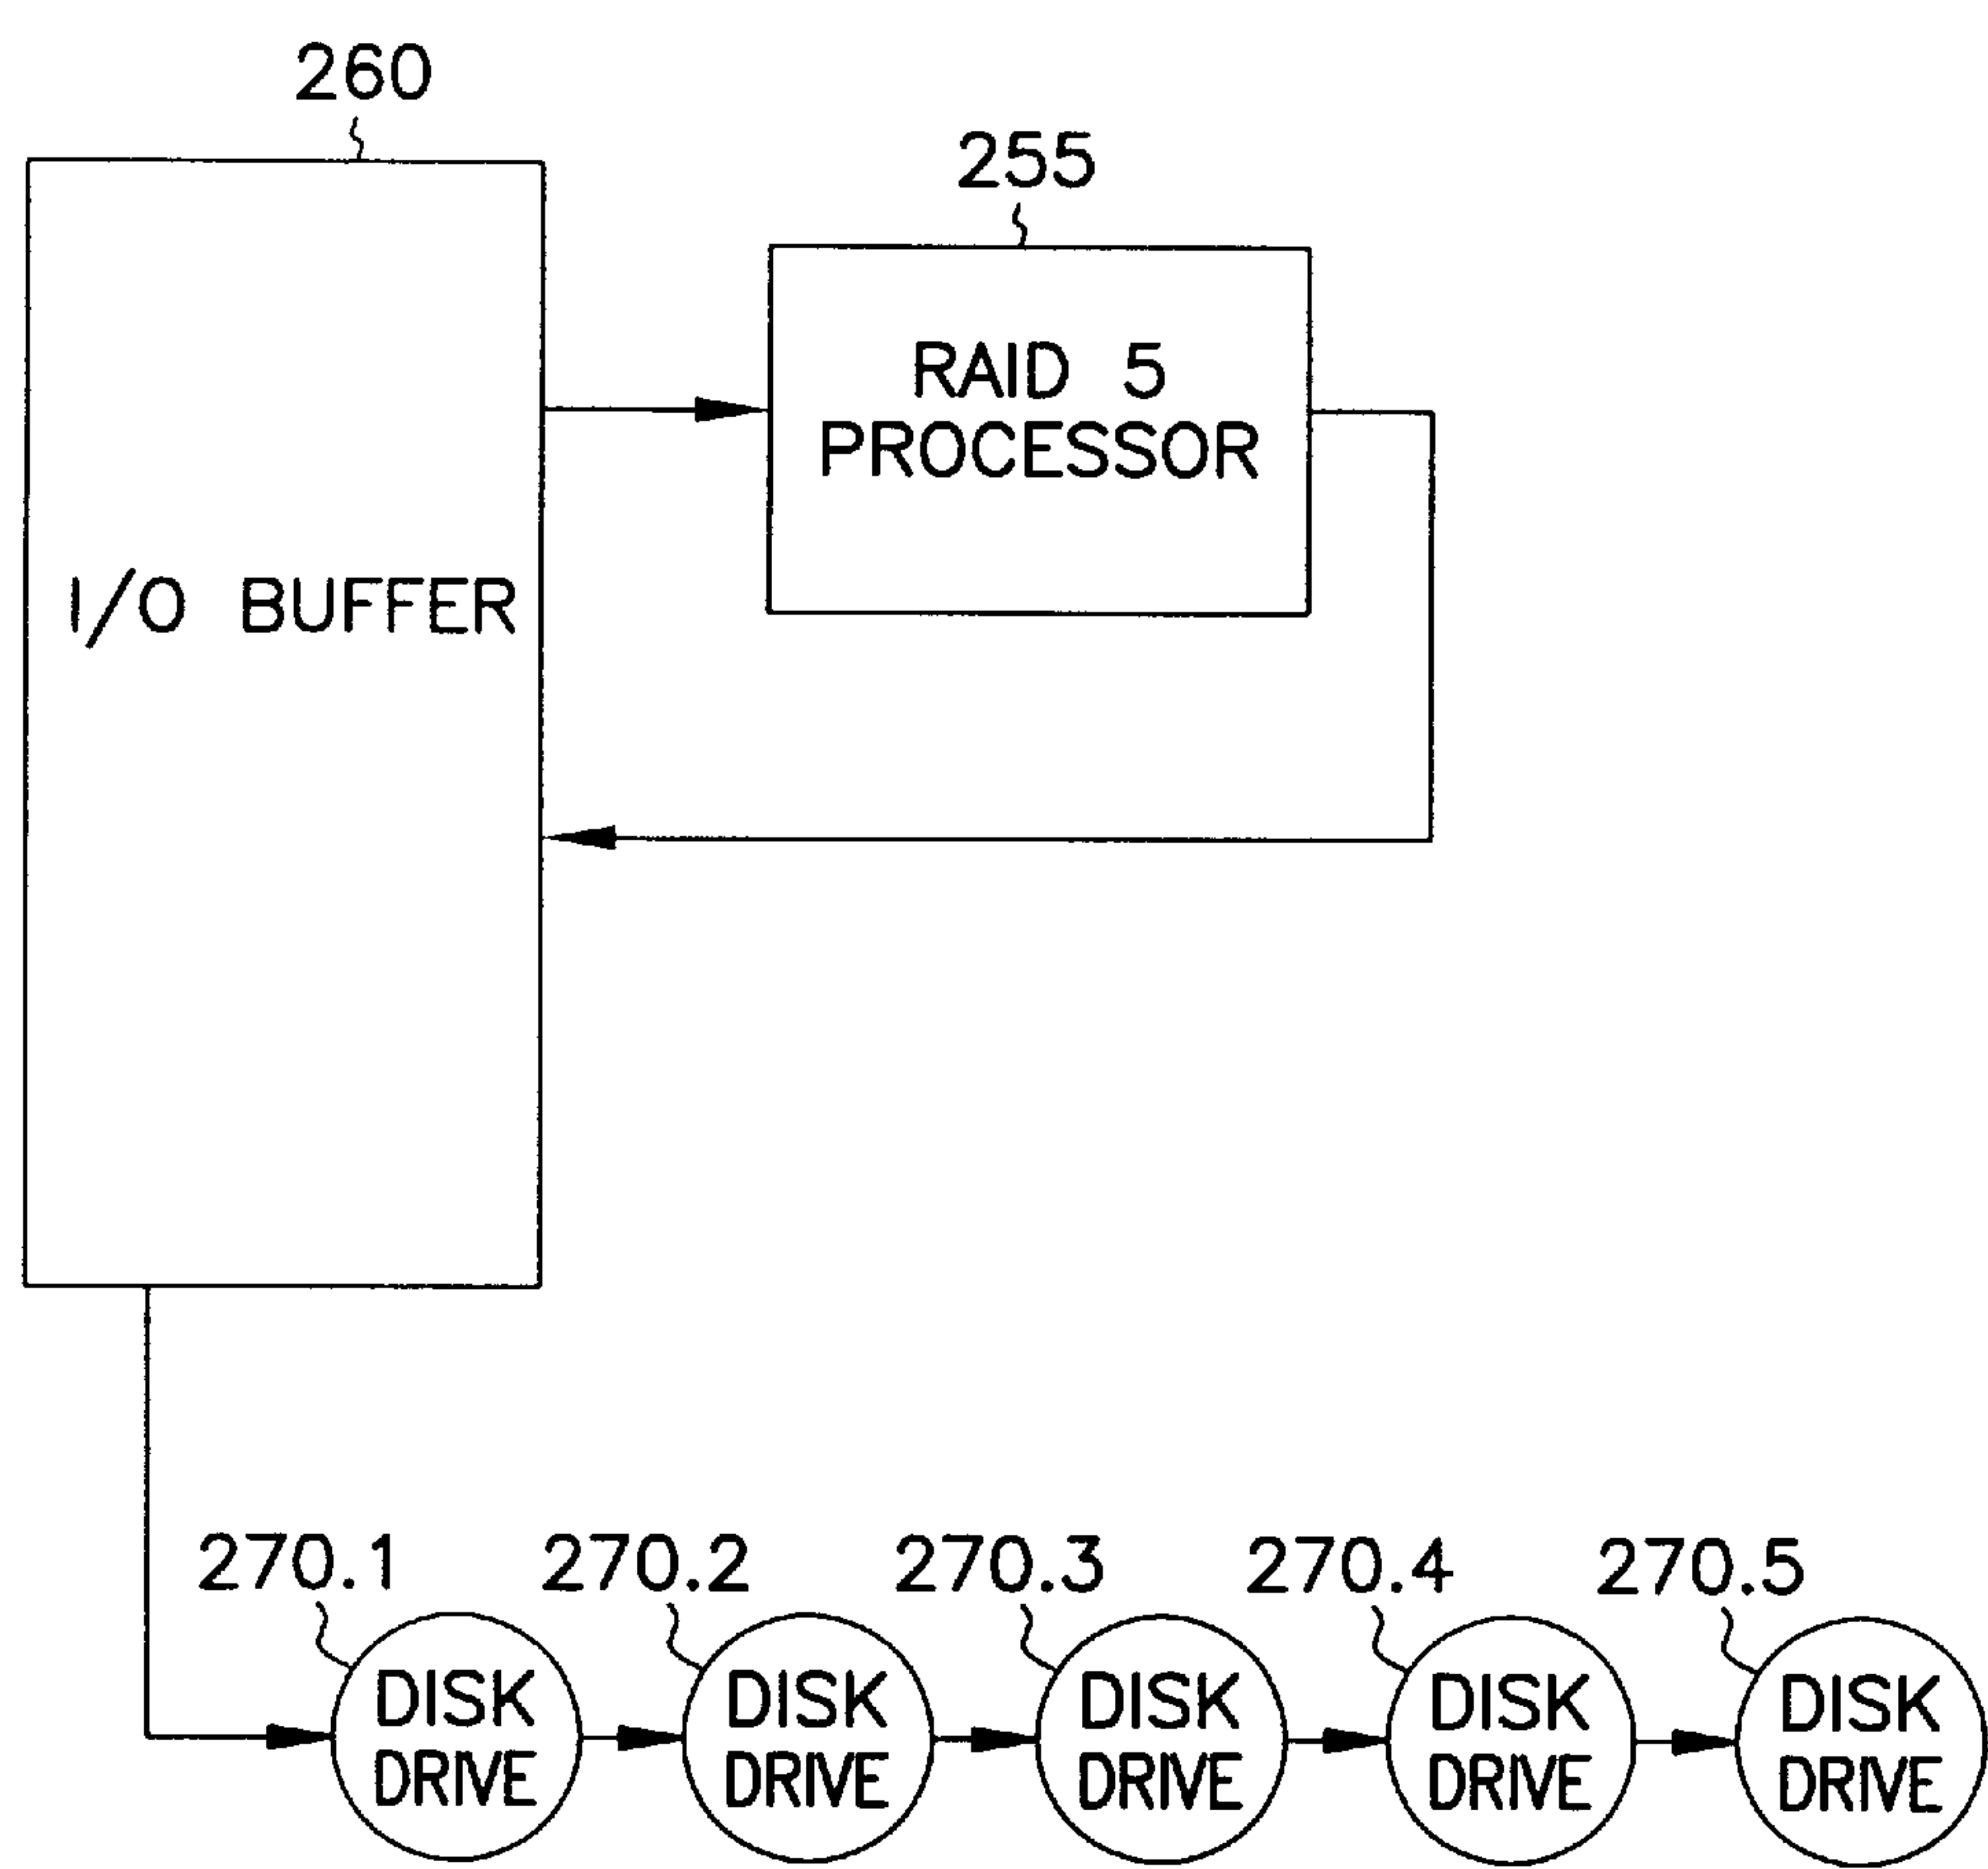 260
255
RAID 5
PROCESSOR
I/O BUFFER
270.1
270.2
270.3
270.4
270.5
DISK
DRIVE
DISK
DRIVE
DISK
DRIVE
DISK
DRIVE
DISK
DRIVE